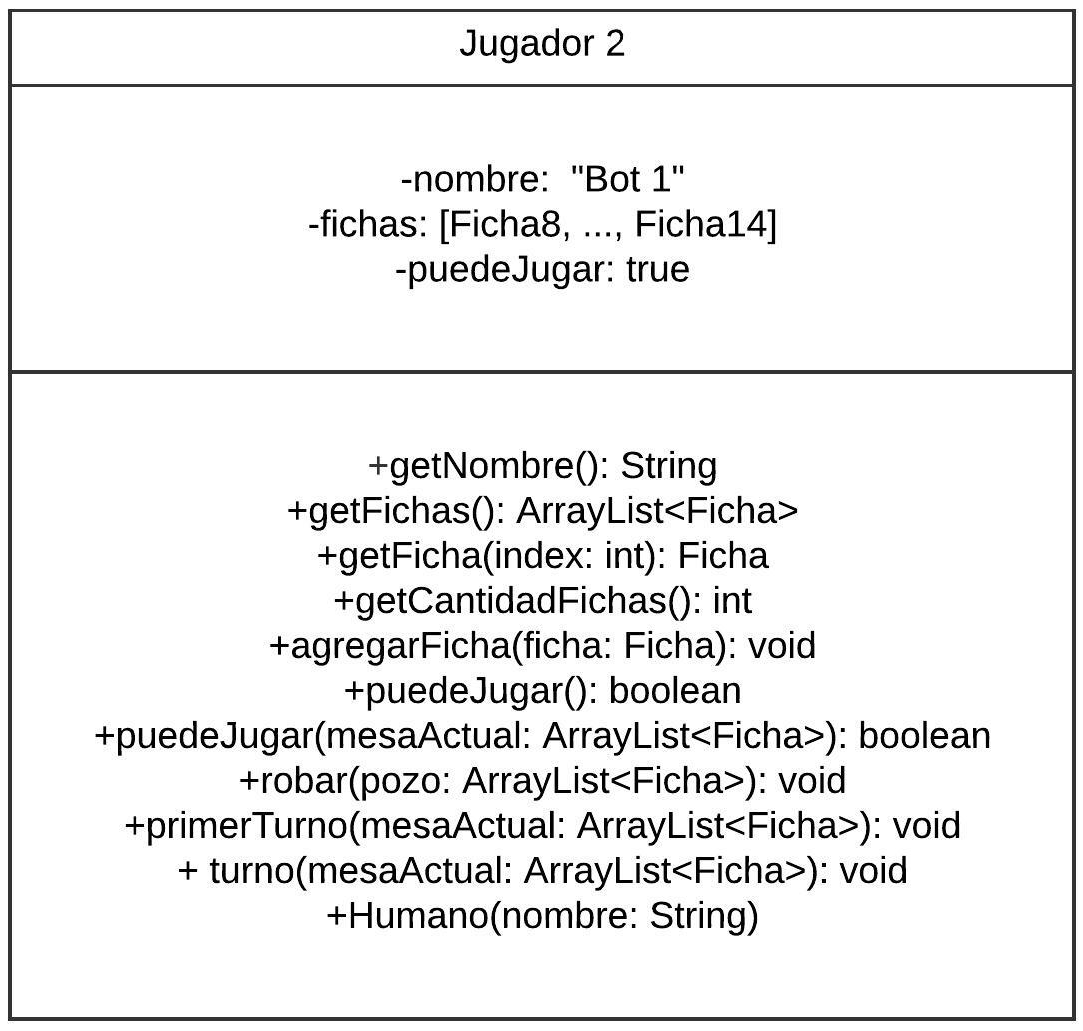 Jugador 2
-nombre:  "Bot 1"
-fichas: [Ficha8, ..., Ficha14]
-puedeJugar: true
+getNombre(): String
+getFichas(): ArrayList<Ficha>
+getFicha(index: int): Ficha
+getCantidadFichas(): int
+agregarFicha(ficha: Ficha): void
+puedeJugar(): boolean
+puedeJugar(mesaActual: ArrayList<Ficha>): boolean
+robar(pozo: ArrayList<Ficha>): void
+primerTurno(mesaActual: ArrayList<Ficha>): void
+ turno(mesaActual: ArrayList<Ficha>): void
+Humano(nombre: String)